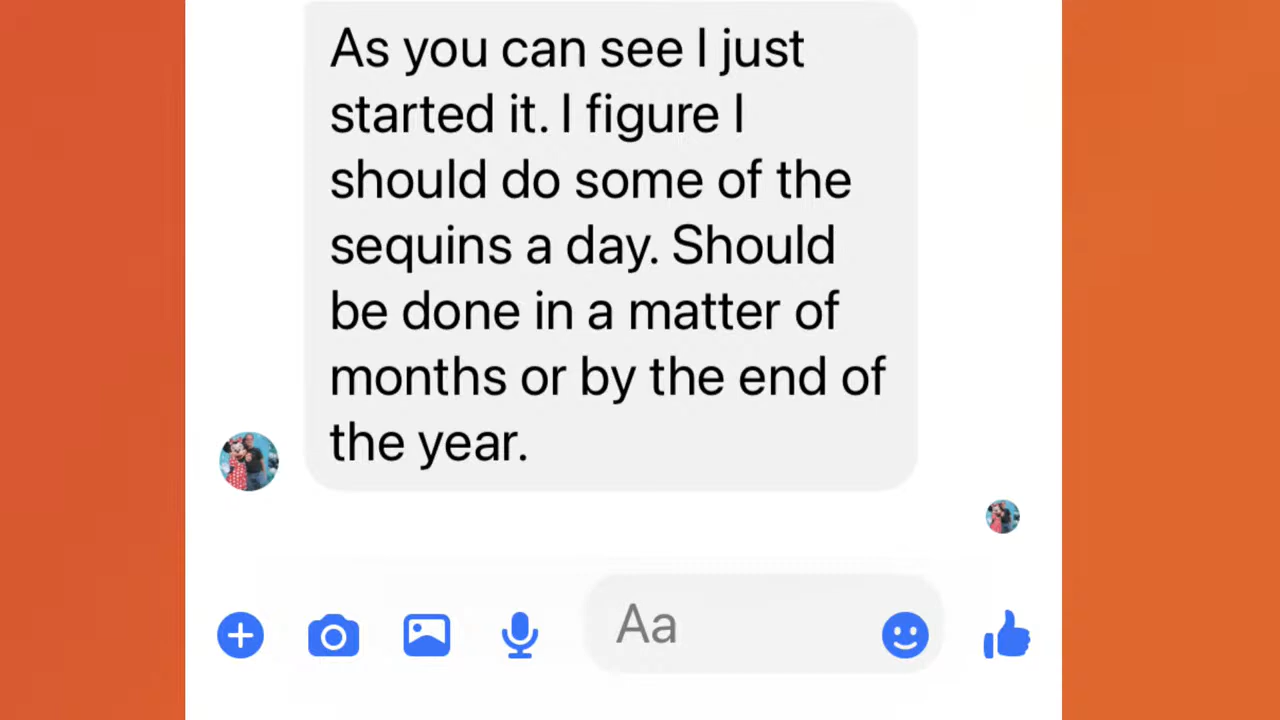 As you can see I just
started it. I figure I
should do some of the
sequins a day. Should
be done in a matter of
months or by the end of
the year.
Aa